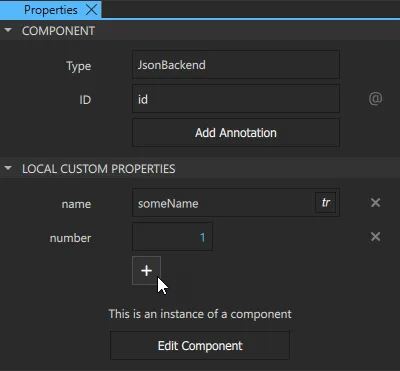 Properties
COMPONENT
Type JsonBackend
ID id @
Add Annotation
LOCAL CUSTOM PROPERTIES
name someName tr
number 1
+
This is an instance of a component
Edit Component